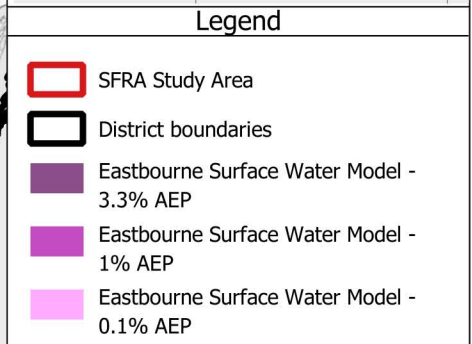 Legend
SFRA Study Area
District boundaries
Eastbourne Surface Water Model -
3.3% AEP
Eastbourne Surface Water Model -
1% AEP
Eastbourne Surface Water Model -
0.1% AEP